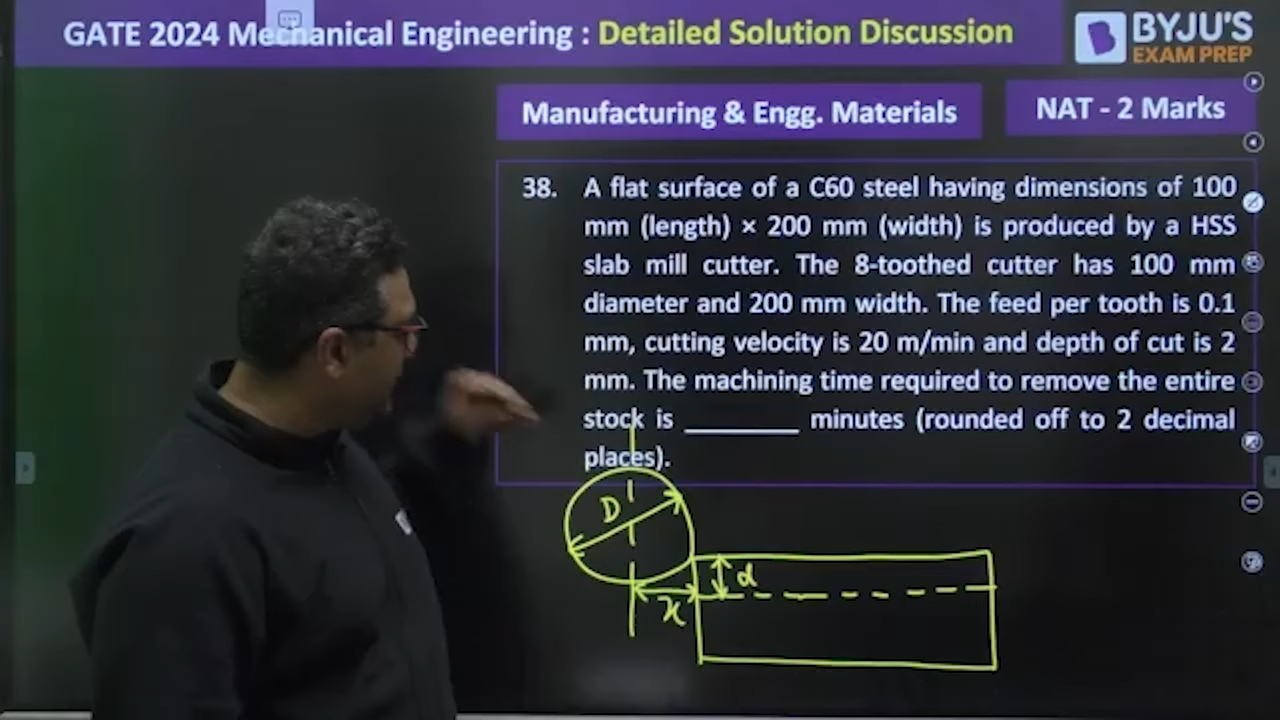 GATE 2024 Mechanical Engineering : Detailed Solution Discussion
BYJU'S
EXAM PREP
Manufacturing & Engg. Materials
NAT - 2 Marks
38. A flat surface of a C60 steel having dimensions of 100
mm (length) × 200 mm (width) is produced by a HSS
slab mill cutter. The 8-toothed cutter has 100 mm
diameter and 200 mm width. The feed per tooth is 0.1
mm, cutting velocity is 20 m/min and depth of cut is 2
mm. The machining time required to remove the entire
stock is ________ minutes (rounded off to 2 decimal
places).
D
d
x